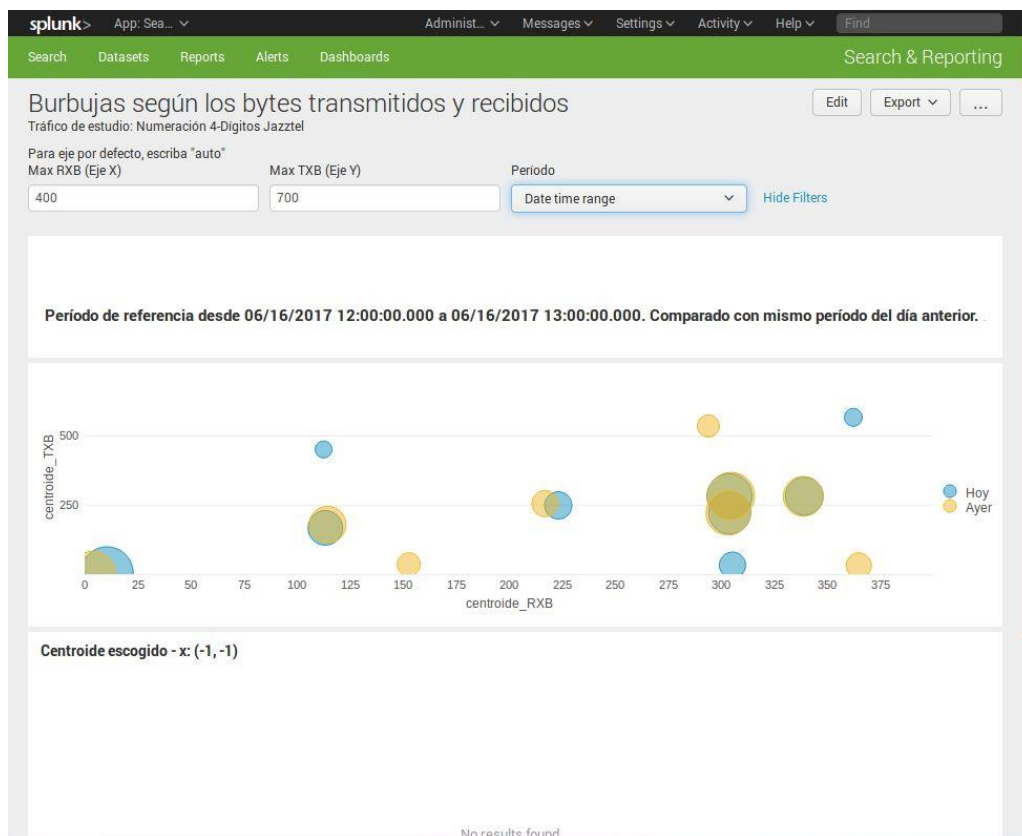 splunk> App: Sea... Administ... Messages Settings Activity Help Find
Search Datasets Reports Alerts Dashboards Search & Reporting
Burbujas según los bytes transmitidos y recibidos
Edit Export ...
Tráfico de estudio: Numeración 4-Dígitos Jazztel
Para eje por defecto, escriba "auto"
Max RXB (Eje X) Max TXB (Eje Y) Período
400 700 Date time range Hide Filters
Período de referencia desde 06/16/2017 12:00:00.000 a 06/16/2017 13:00:00.000. Comparado con mismo período del día anterior.
centroide_TXB
500
250
Hoy
Ayer
0 25 50 75 100 125 150 175 200 225 250 275 300 325 350 375
centroide_RXB
Centroide escogido - x: (-1, -1)
No results found